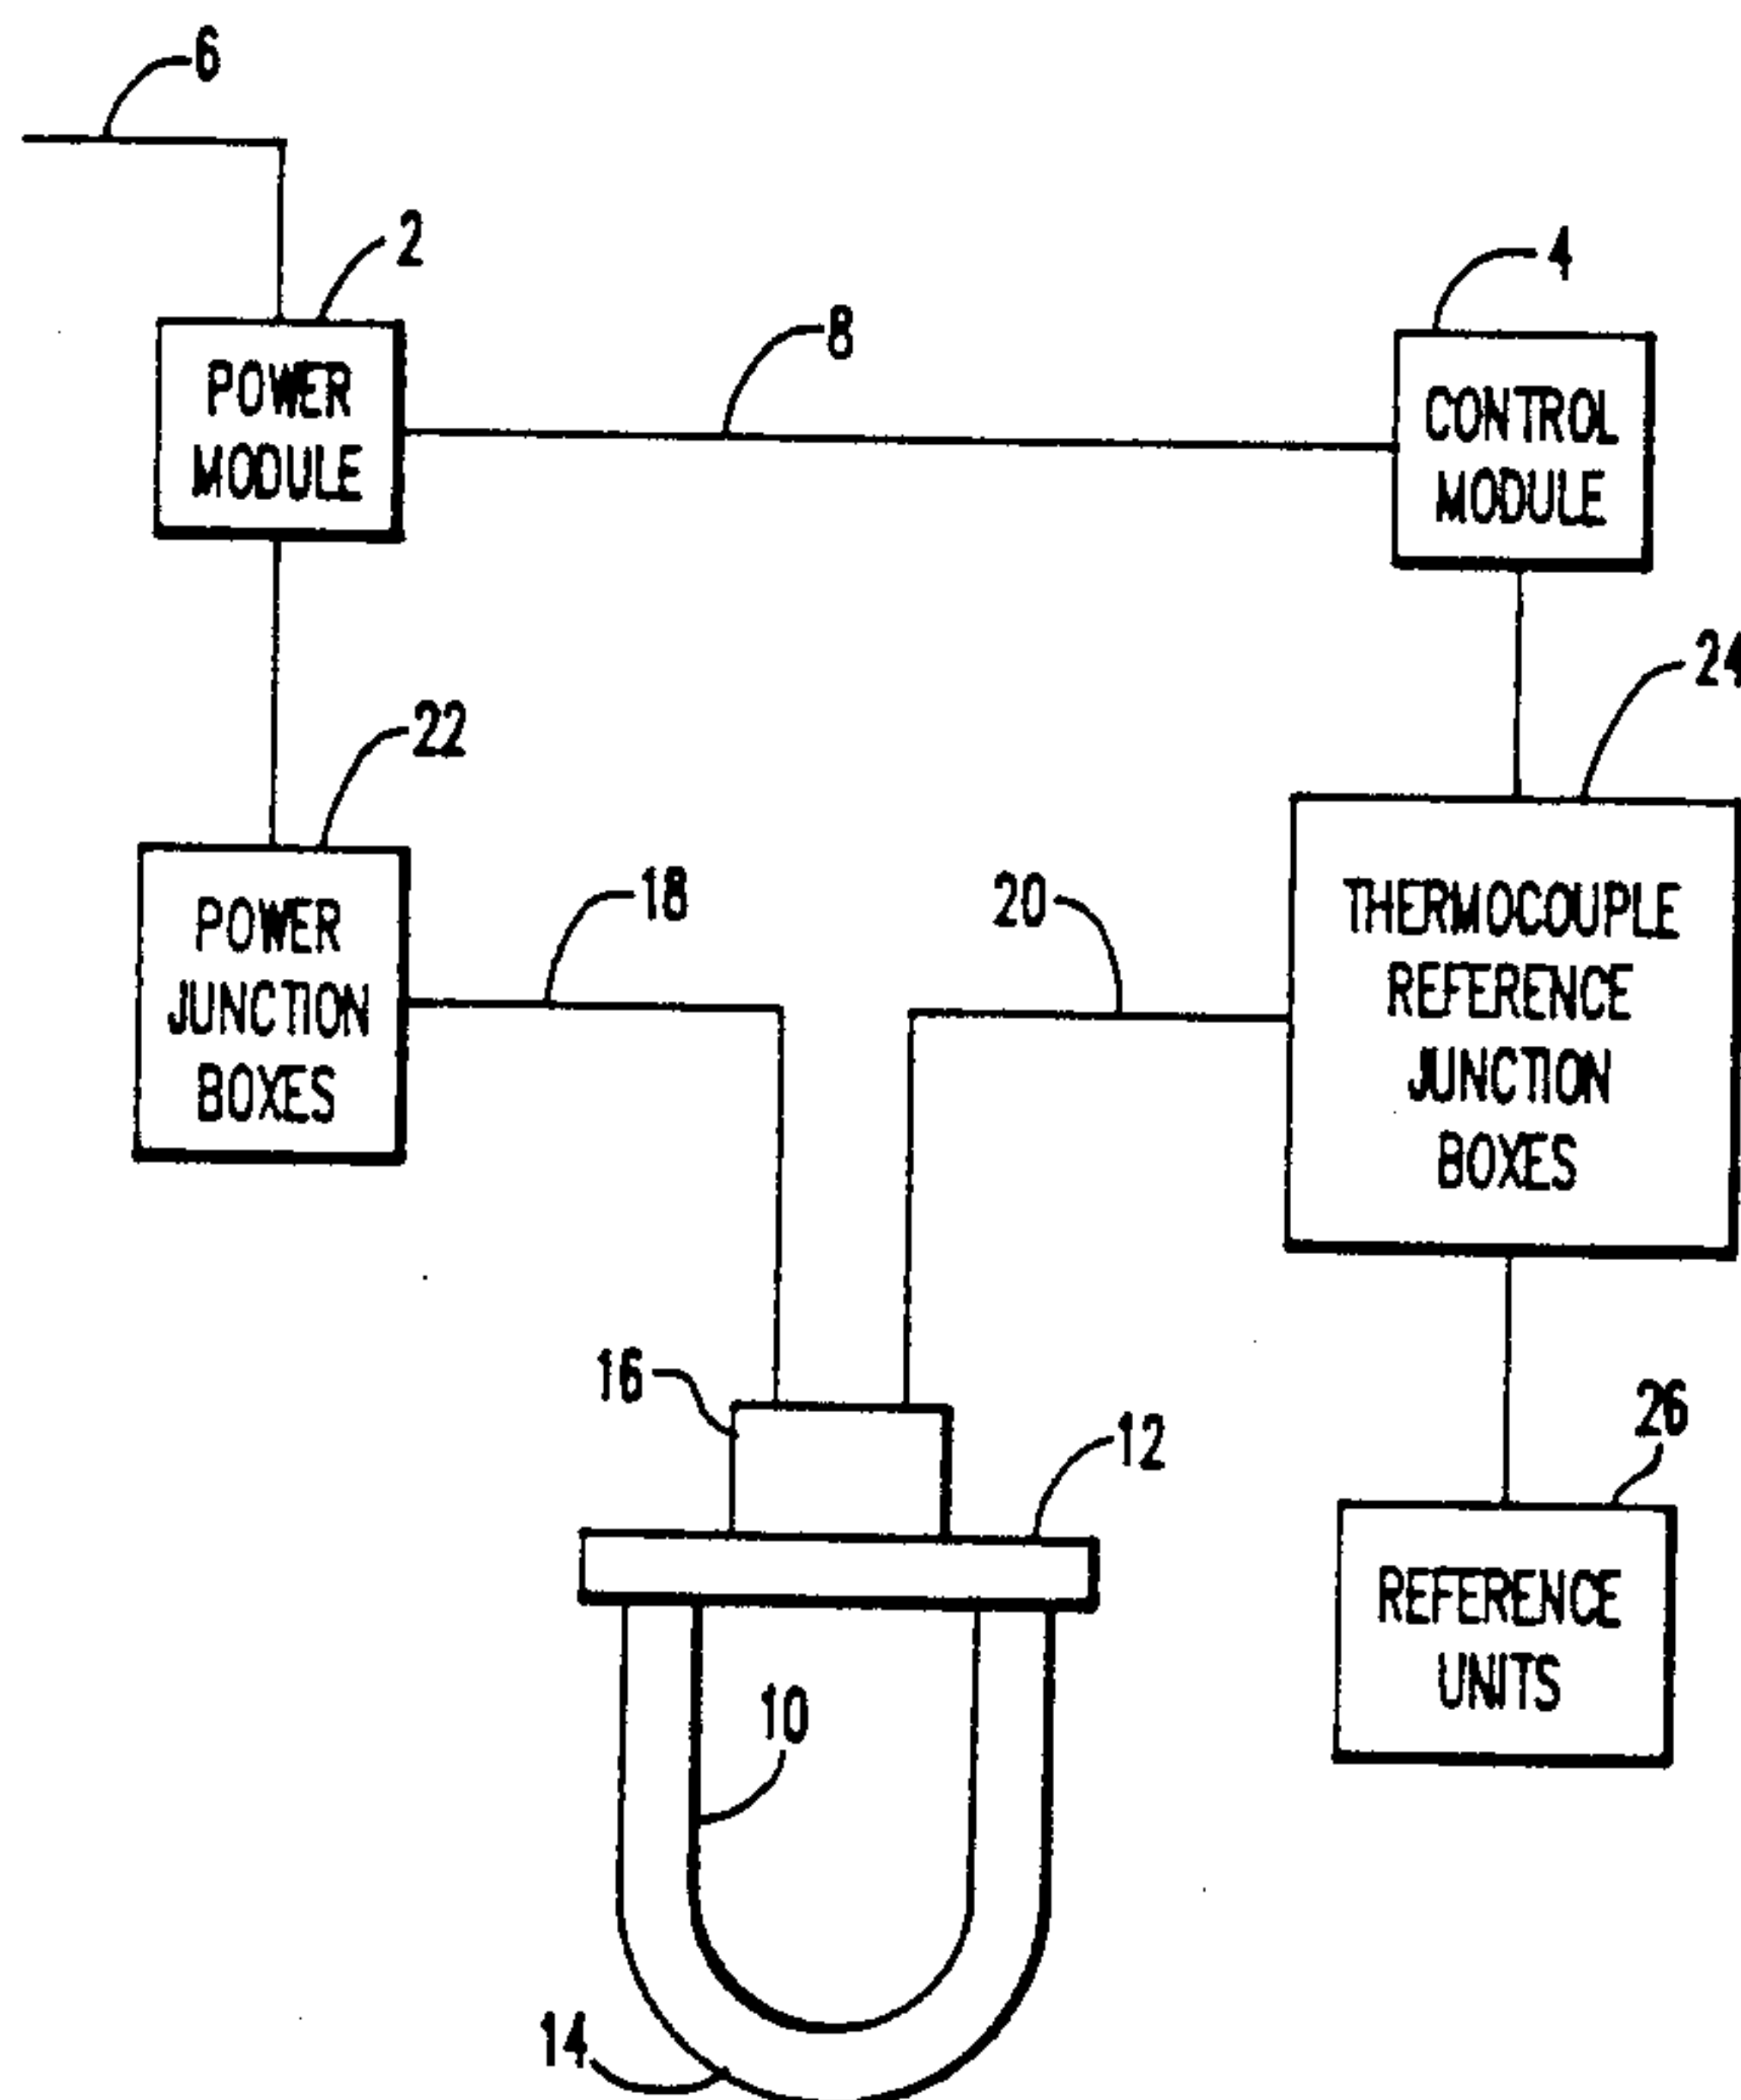 6
2
4
8
POWER
MODULE
CONTROL
MODULE
24
22
18
20
POWER
JUNCTION
BOXES
THERMOCOUPLE
REFERENCE
JUNCTION
BOXES
16
12
26
REFERENCE
UNITS
10
14